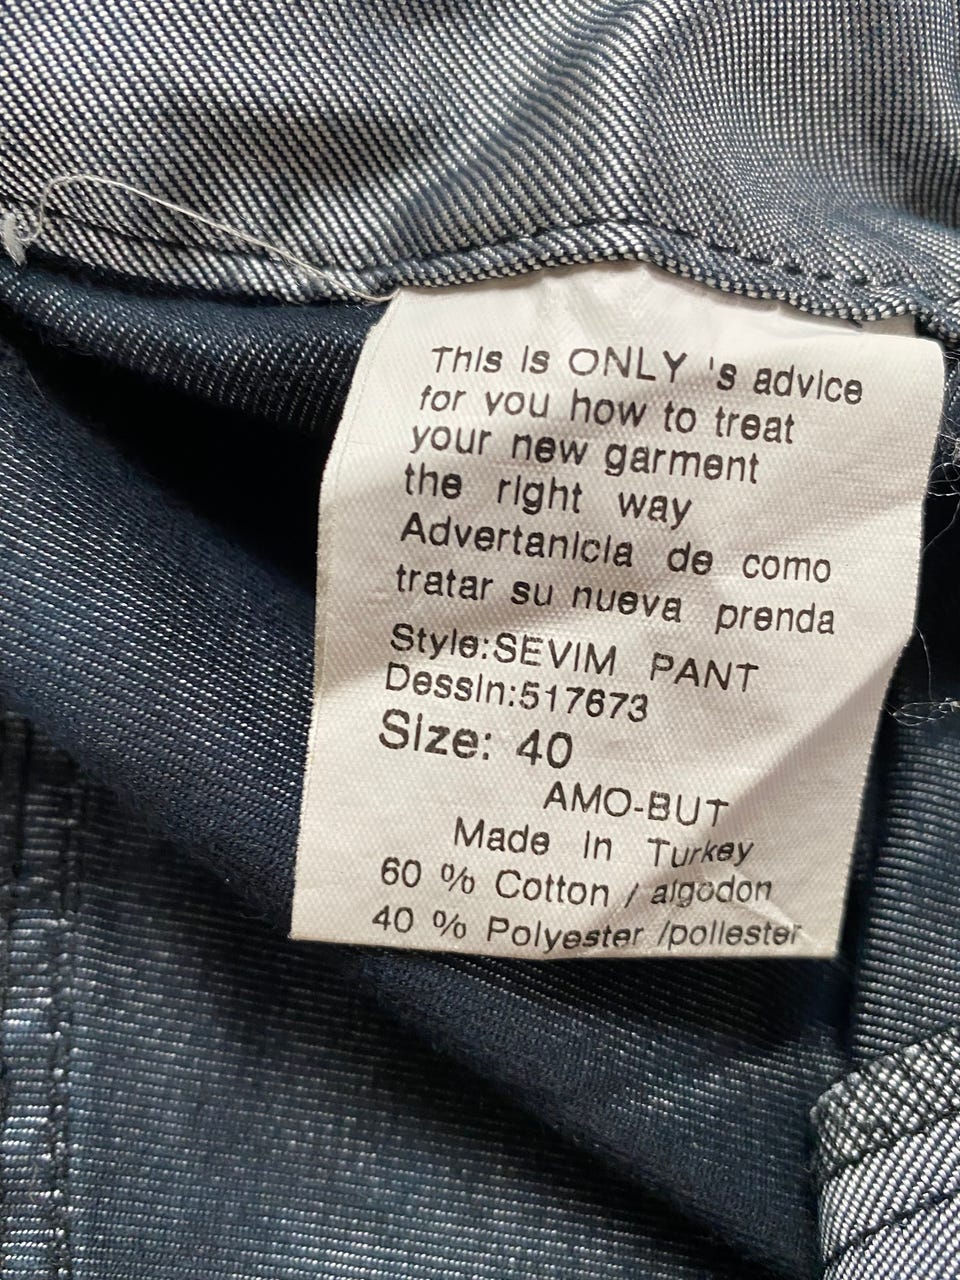 This is ONLY 's advice
for you how to treat
your new garment
the right way
Advertanicia de como
tratar su nueva prenda
Style:SEVIM PANT
Dessin:517673
Size: 40
AMO-BUT
Made in Turkey
60 % Cotton / algodon
40 % Polyester /poliester